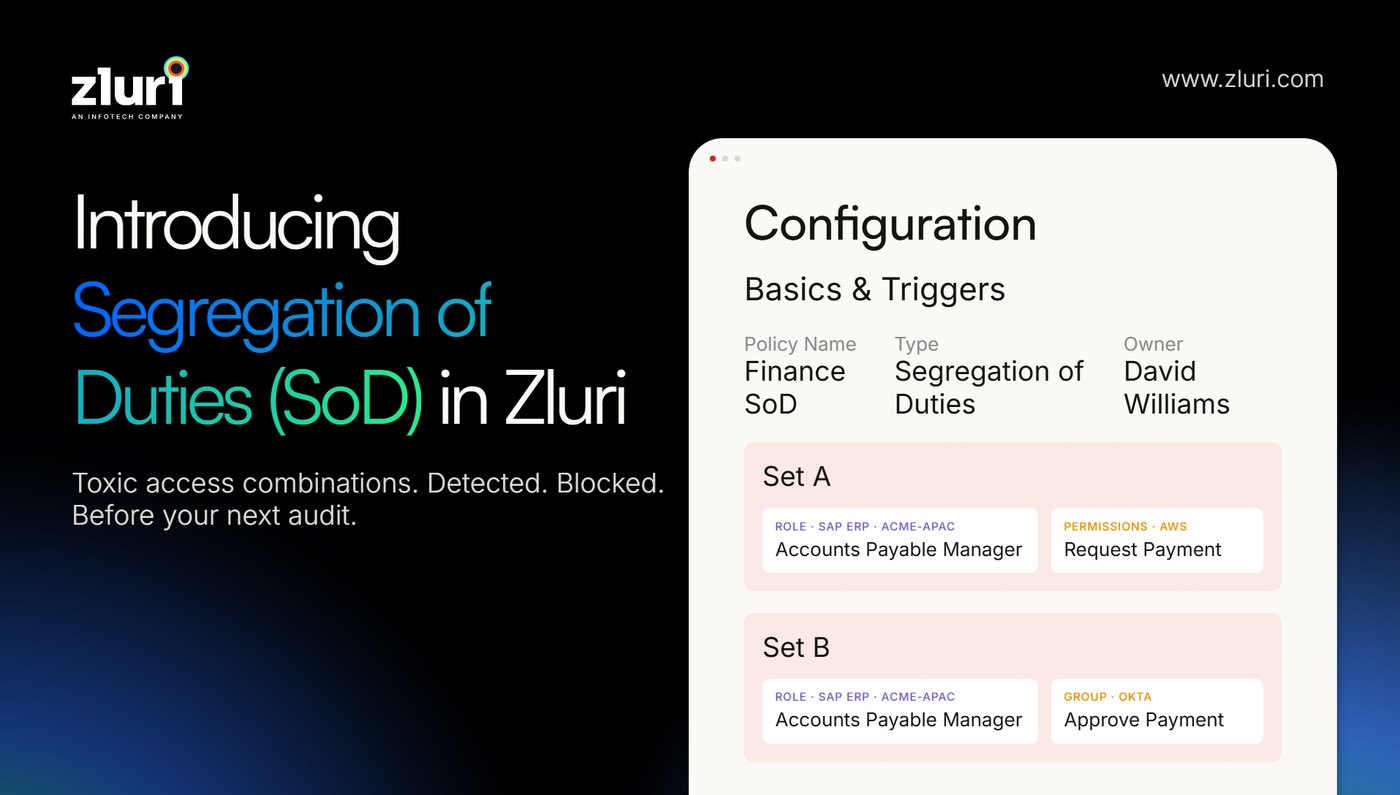 zluri
AN INFOTECH COMPANY
www.zluri.com
Introducing
Segregation of
Duties (SoD) in Zluri
Toxic access combinations. Detected. Blocked.
Before your next audit.
Configuration
Basics & Triggers
Policy Name
Finance
SoD
Type
Segregation of
Duties
Owner
David
Williams
Set A
ROLE · SAP ERP · ACME-APAC
Accounts Payable Manager
PERMISSIONS · AWS
Request Payment
Set B
ROLE · SAP ERP · ACME-APAC
Accounts Payable Manager
GROUP · OKTA
Approve Payment